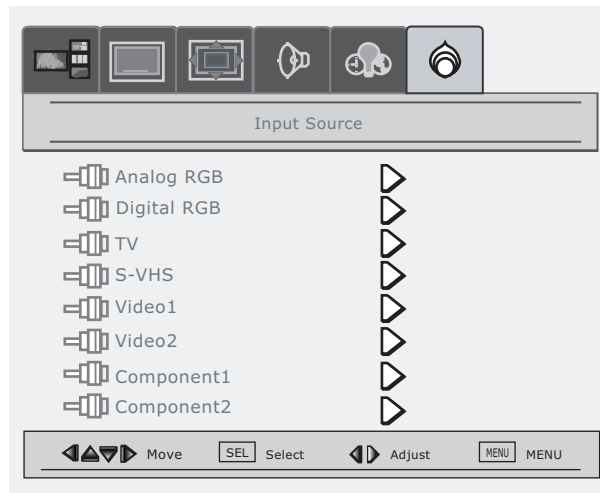 Input Source
Analog RGB
Digital RGB
TV
S-VHS
Video1
Video2
Component1
Component2
Move SEL Select Adjust MENU MENU